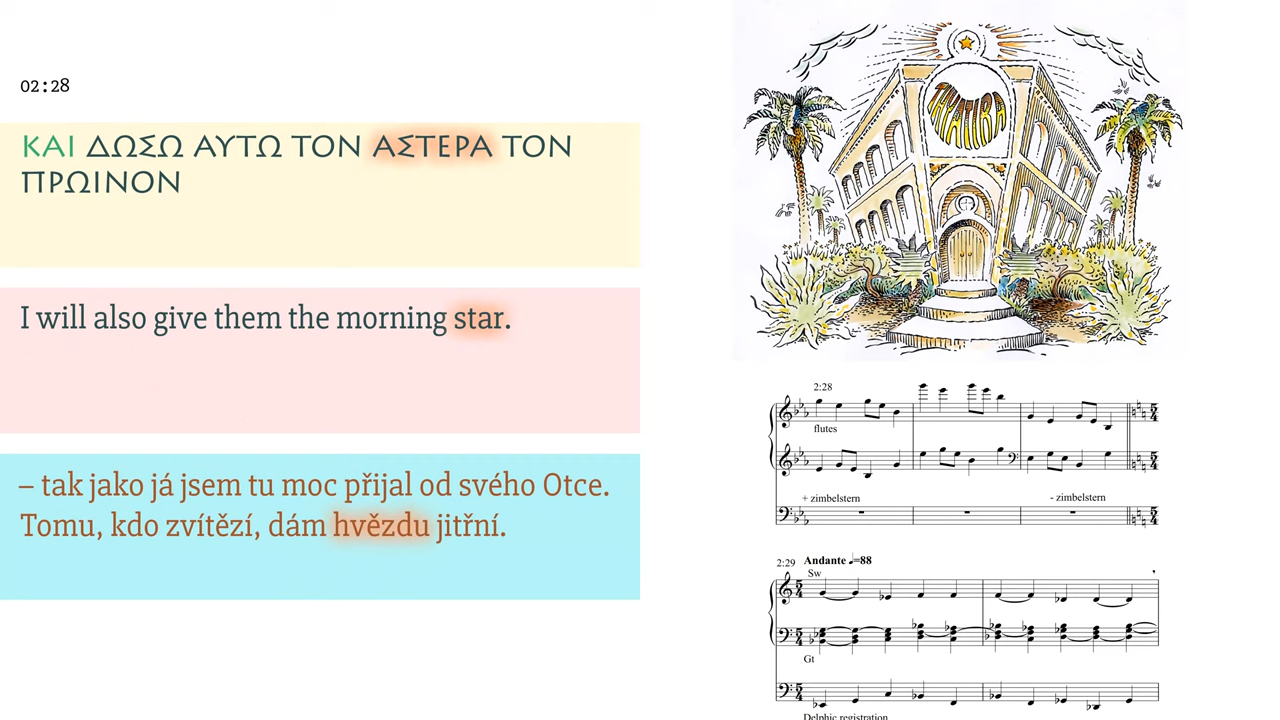 02:28
ΚΑΙ ΔΩΣΩ ΑΥΤΩ ΤΟΝ ΑΣΤΕΡΑ ΤΟΝ
ΠΡΩΙΝΟΝ
I will also give them the morning star.
– tak jako já jsem tu moc přijal od svého Otce.
Tomu, kdo zvítězí, dám hvězdu jitřní.
THYATIRA
2:28
flutes
+ zimbelstern
- zimbelstern
2:29 Andante ♩=88
Sw
Gt
Delphic registration